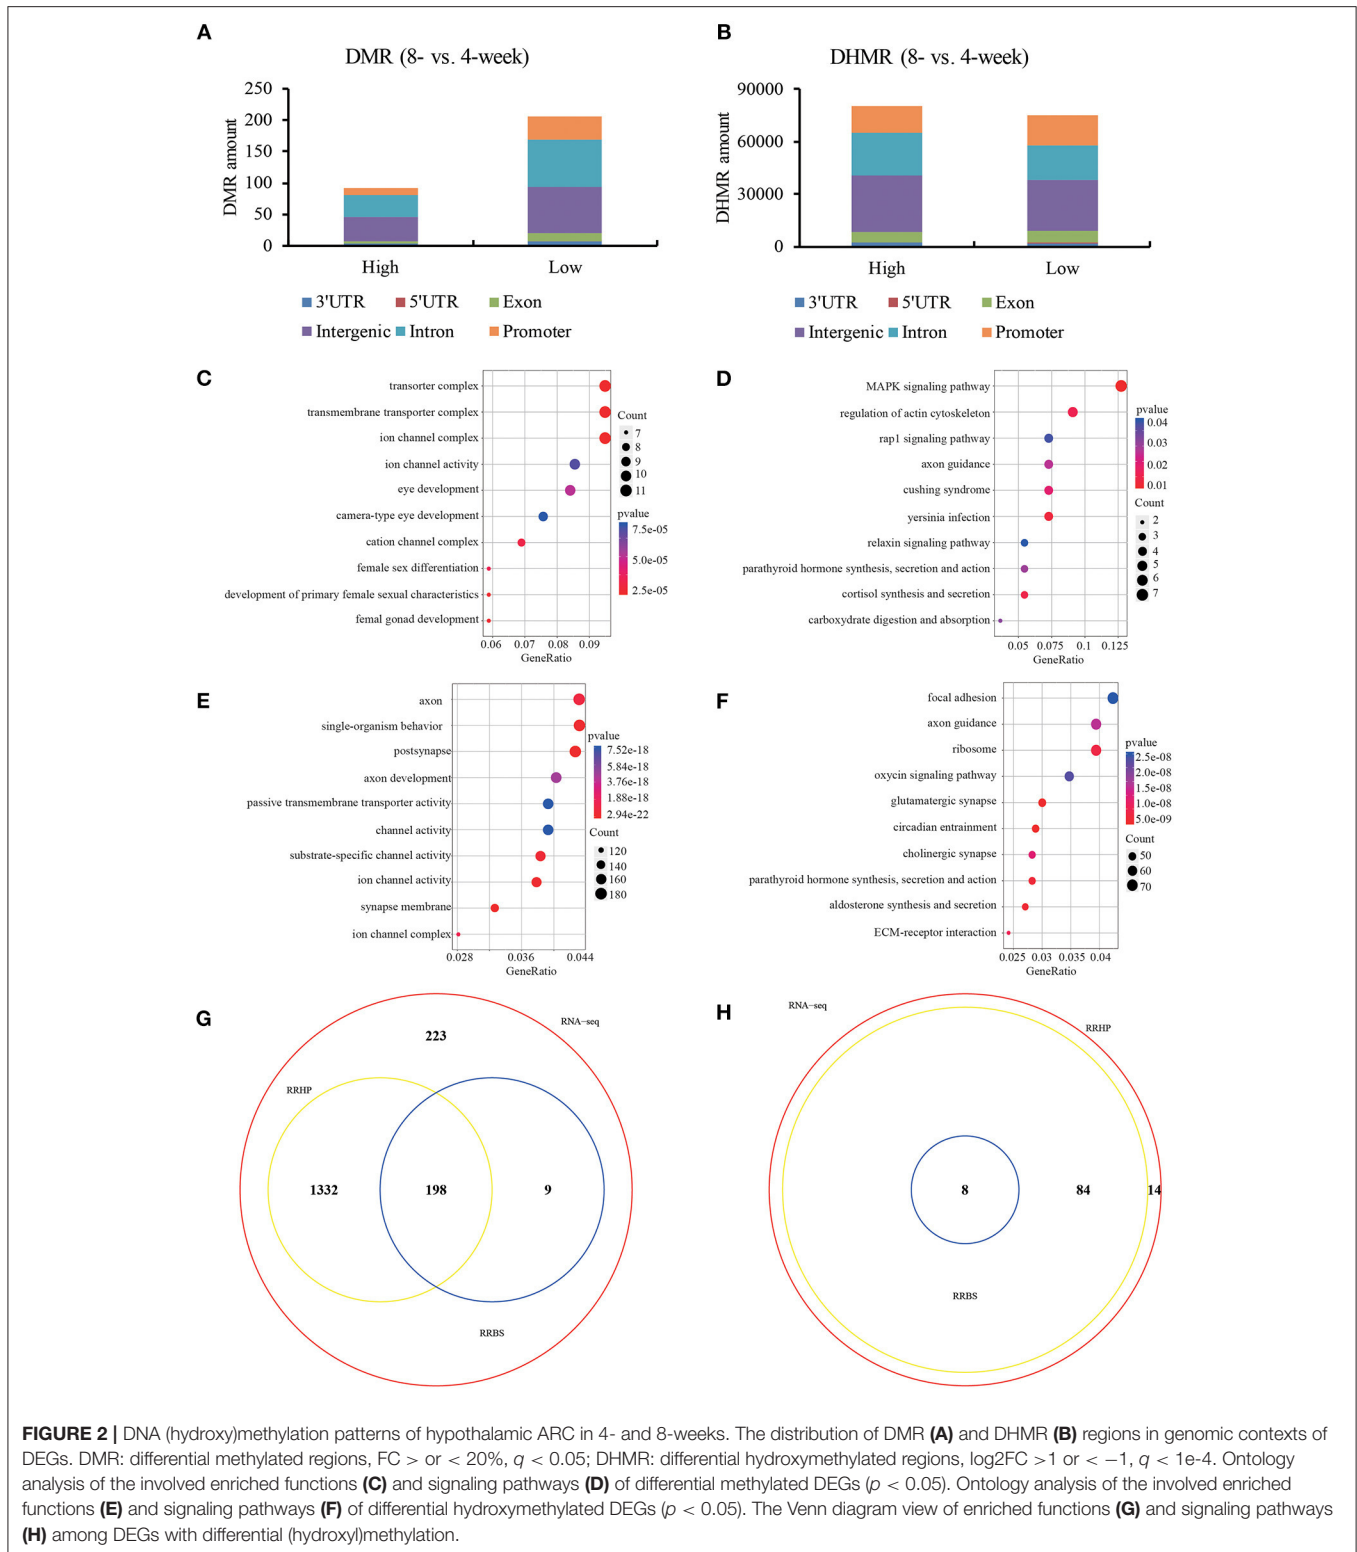 A
DMR (8- vs. 4-week)
250
200
150
100
50
0
DMR amount
High
Low
3'UTR
5'UTR
Exon
Intergenic
Intron
Promoter
B
DHMR (8- vs. 4-week)
90000
60000
30000
0
DHMR amount
High
Low
3'UTR
5'UTR
Exon
Intergenic
Intron
Promoter
C
transorter complex
transmembrane transporter complex
ion channel complex
ion channel activity
eye development
camera-type eye development
cation channel complex
female sex differentiation
development of primary female sexual characteristics
femal gonad development
0.06 0.07 0.08 0.09
GeneRatio
Count
7
8
9
10
11
pvalue
7.5e-05
5.0e-05
2.5e-05
D
MAPK signaling pathway
regulation of actin cytoskeleton
rap1 signaling pathway
axon guidance
cushing syndrome
yersinia infection
relaxin signaling pathway
parathyroid hormone synthesis, secretion and action
cortisol synthesis and secretion
carboxydrate digestion and absorption
0.05 0.075 0.1 0.125
GeneRatio
pvalue
0.04
0.03
0.02
0.01
Count
2
3
4
5
6
7
E
axon
single-organism behavior
postsynapse
axon development
passive transmembrane transporter activity
channel activity
substrate-specific channel activity
ion channel activity
synapse membrane
ion channel complex
0.028 0.036 0.044
GeneRatio
pvalue
7.52e-18
5.84e-18
3.76e-18
1.88e-18
2.94e-22
Count
120
140
160
180
F
focal adhesion
axon guidance
ribosome
oxycin signaling pathway
glutamatergic synapse
circadian entrainment
cholinergic synapse
parathyroid hormone synthesis, secretion and action
aldosterone synthesis and secretion
ECM-receptor interaction
0.025 0.03 0.035 0.04
GeneRatio
pvalue
2.5e-08
2.0e-08
1.5e-08
1.0e-08
5.0e-09
Count
50
60
70
G
RNA-seq
223
RRHP
1332
198
9
RRBS
H
RNA-seq
RRHP
8
84
14
RRBS
FIGURE 2 | DNA (hydroxy)methylation patterns of hypothalamic ARC in 4- and 8-weeks. The distribution of DMR (A) and DHMR (B) regions in genomic contexts of
DEGs. DMR: differential methylated regions, FC > or < 20%, q < 0.05; DHMR: differential hydroxymethylated regions, log2FC >1 or < −1, q < 1e-4. Ontology
analysis of the involved enriched functions (C) and signaling pathways (D) of differential methylated DEGs (p < 0.05). Ontology analysis of the involved enriched
functions (E) and signaling pathways (F) of differential hydroxymethylated DEGs (p < 0.05). The Venn diagram view of enriched functions (G) and signaling pathways
(H) among DEGs with differential (hydroxyl)methylation.